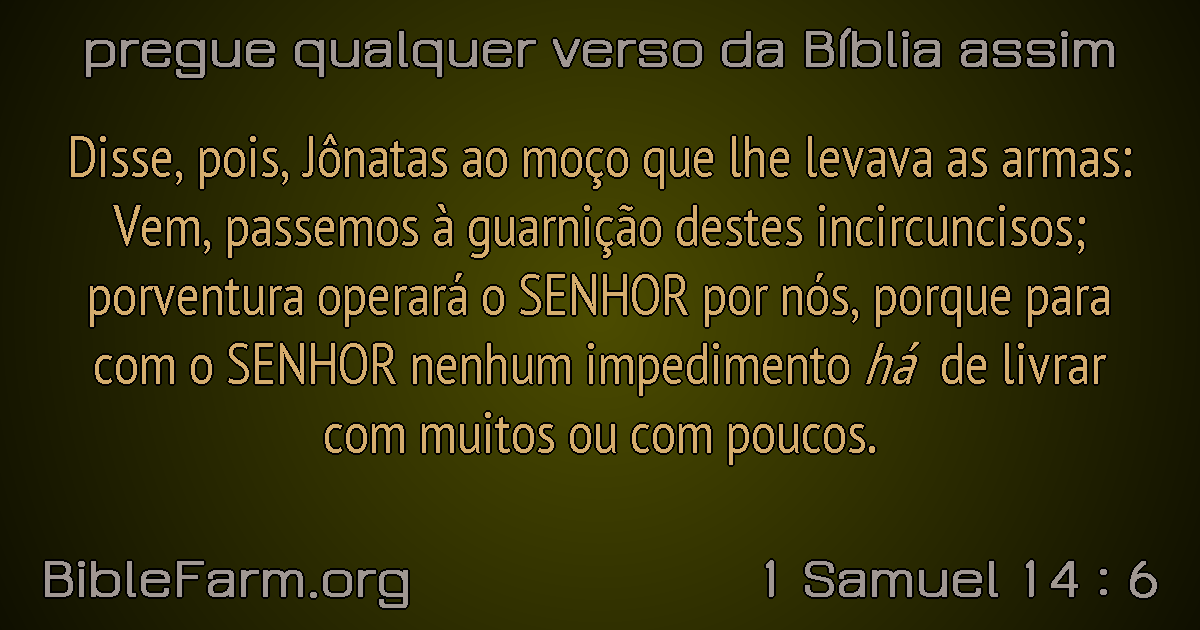 pregue qualquer verso da Bíblia assim
Disse, pois, Jônatas ao moço que lhe levava as armas:
Vem, passemos à guarnição destes incircuncisos;
porventura operará o SENHOR por nós, porque para
com o SENHOR nenhum impedimento há de livrar
com muitos ou com poucos.
BibleFarm.org
1 Samuel 14 : 6